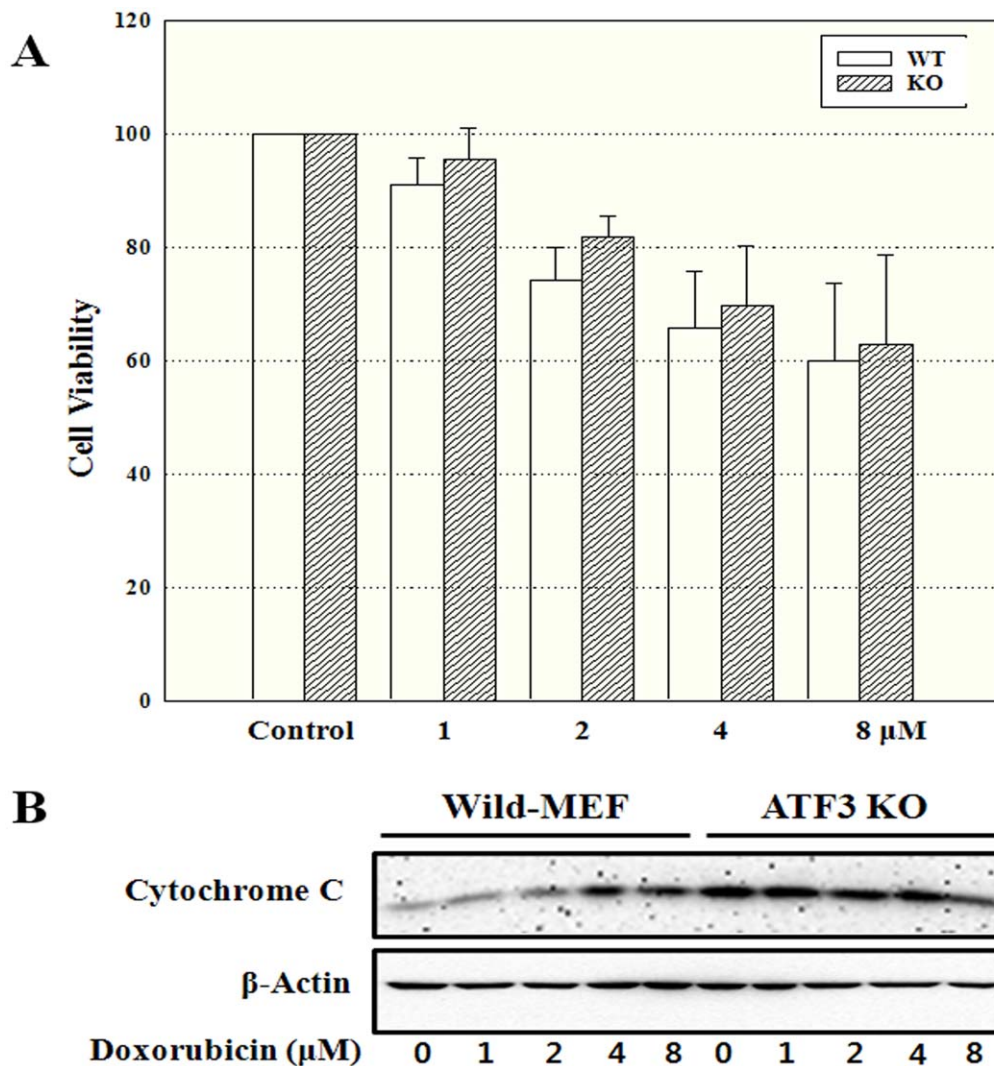 A
120
100
80
60
40
20
0
Cell Viability
WT
KO
Control 1 2 4 8 µM
B
Wild-MEF ATF3 KO
Cytochrome C
β-Actin
Doxorubicin (µM) 0 1 2 4 8 0 1 2 4 8